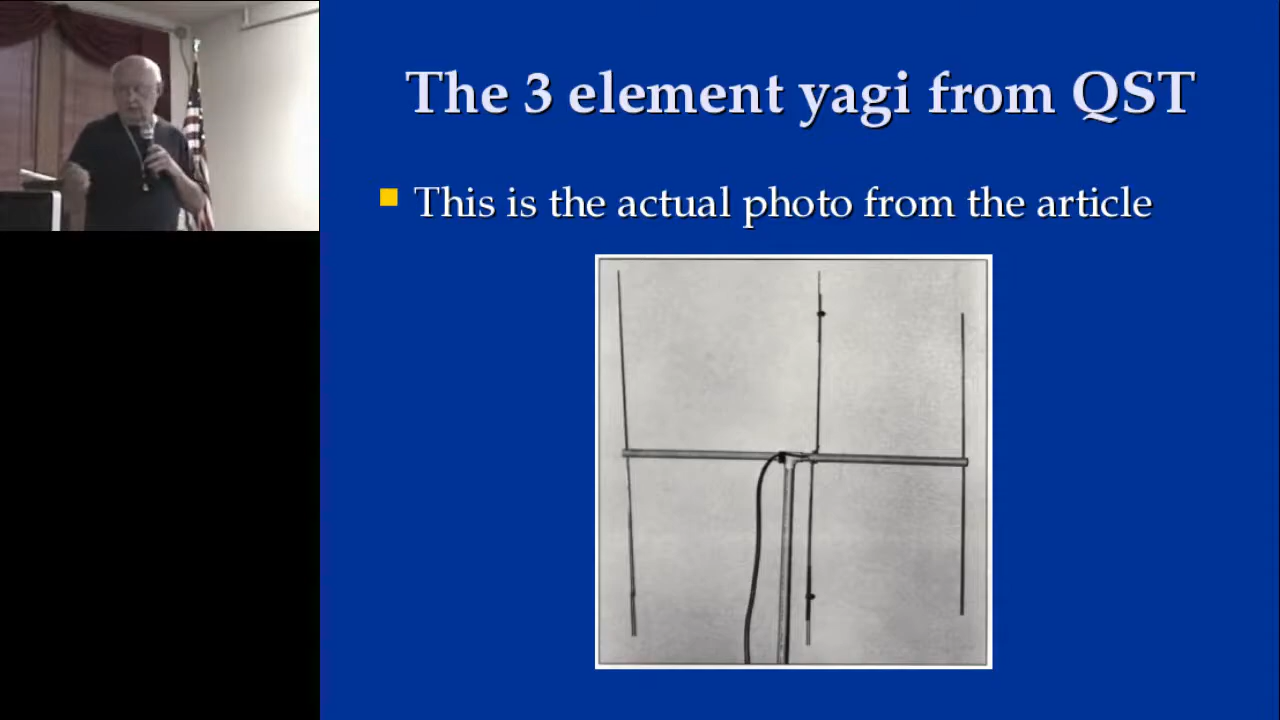 The 3 element yagi from QST
This is the actual photo from the article